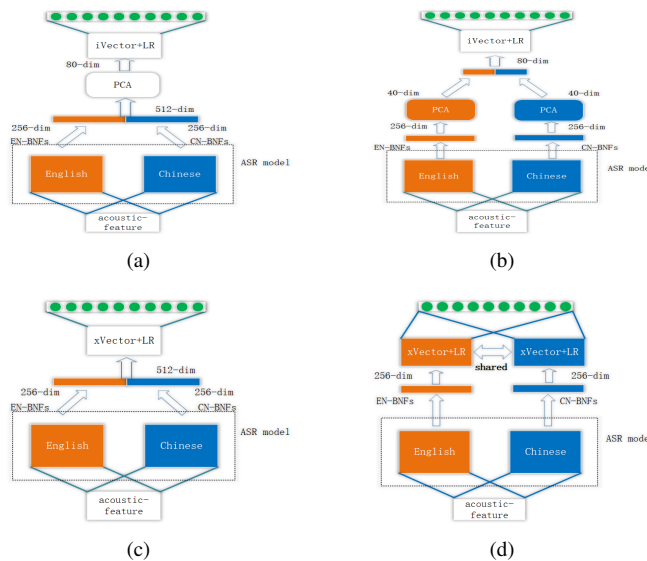 iVector+LR
80-dim
PCA
512-dim
256-dim
256-dim
EN-BNFs
CN-BNFs
ASR model
English
Chinese
acoustic-
feature
(a)
iVector+LR
80-dim
40-dim
40-dim
PCA
PCA
256-dim
256-dim
EN-BNFs
CN-BNFs
ASR mode
English
Chinese
acoustic-
feature
(b)
xVector+LR
512-dim
256-dim
256-dim
EN-BNFs
CN-BNFs
ASR model
English
Chinese
acoustic-
feature
(c)
xVector+LR
xVector+LR
shared
256-dim
256-dim
EN-BNFs
CN-BNFs
ASR mode
English
Chinese
acoustic-
feature
(d)